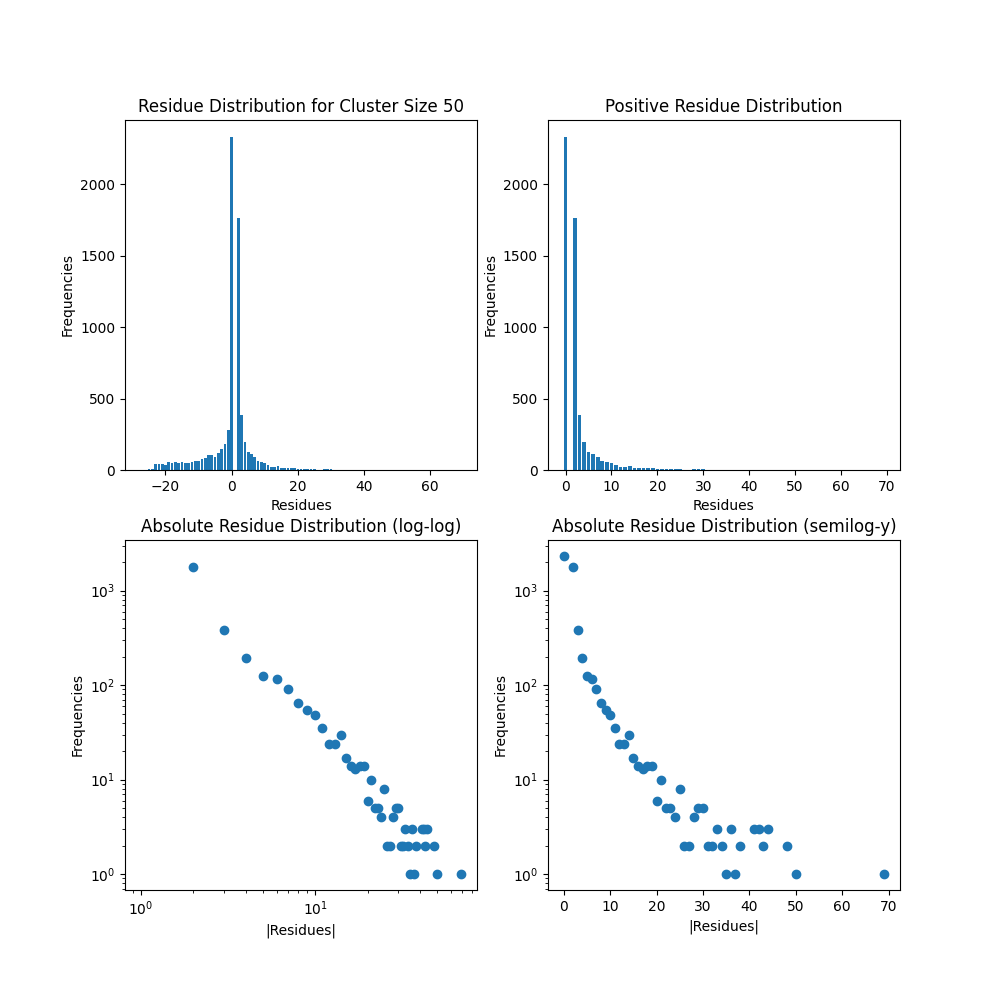 Residue Distribution for Cluster Size 50
Frequencies
2000
1500
1000
500
0
−20 0 20 40 60
Residues
Positive Residue Distribution
Frequencies
2000
1500
1000
500
0
0 10 20 30 40 50 60 70
Residues
Absolute Residue Distribution (log-log)
Frequencies
10³
10²
10¹
10⁰
10⁰ 10¹
|Residues|
Absolute Residue Distribution (semilog-y)
Frequencies
10³
10²
10¹
10⁰
0 10 20 30 40 50 60 70
|Residues|